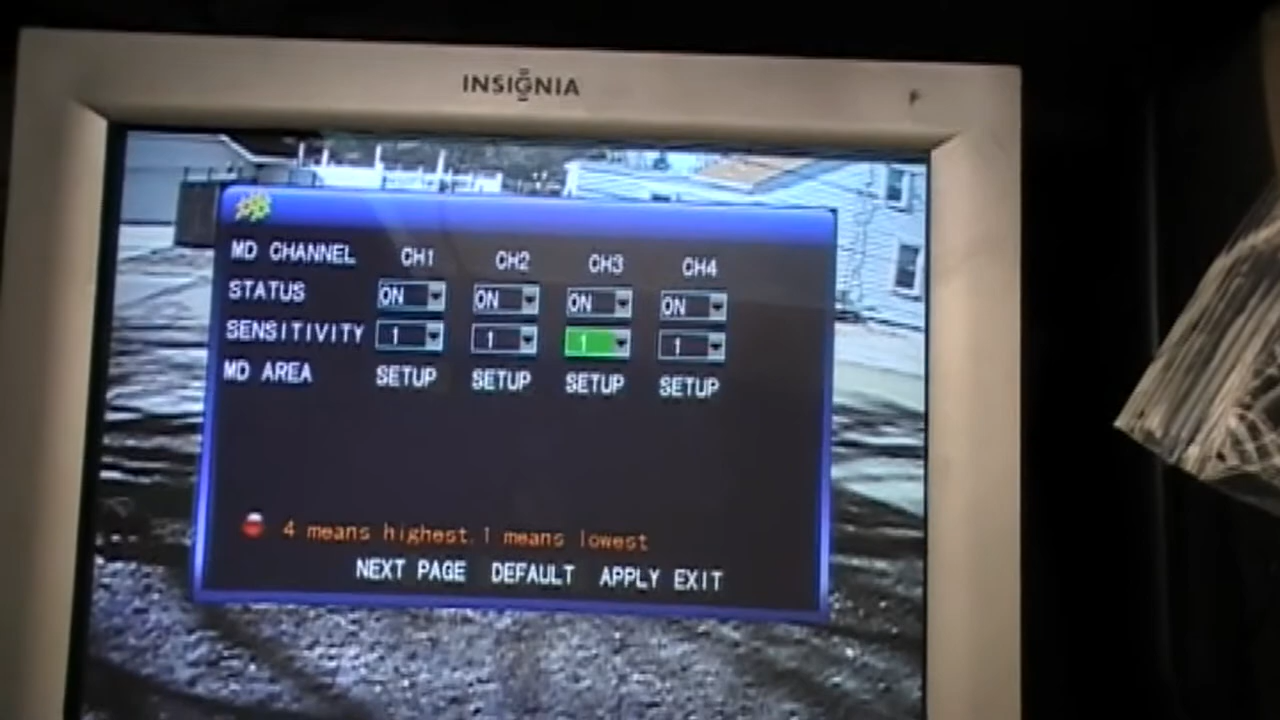 INSIGNIA
MD CHANNEL CH1 CH2 CH3 CH4
STATUS ON ON ON ON
SENSITIVITY 1 1 1 1
MD AREA SETUP SETUP SETUP SETUP
4 means highest.1 means lowest
NEXT PAGE DEFAULT APPLY EXIT